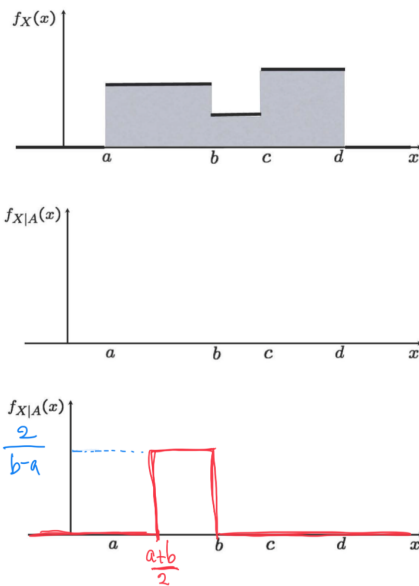 f_X(x)
a b c d x
f_{X|A}(x)
a b c d x
f_{X|A}(x)
2
b-a
a b c d x
a+b
2